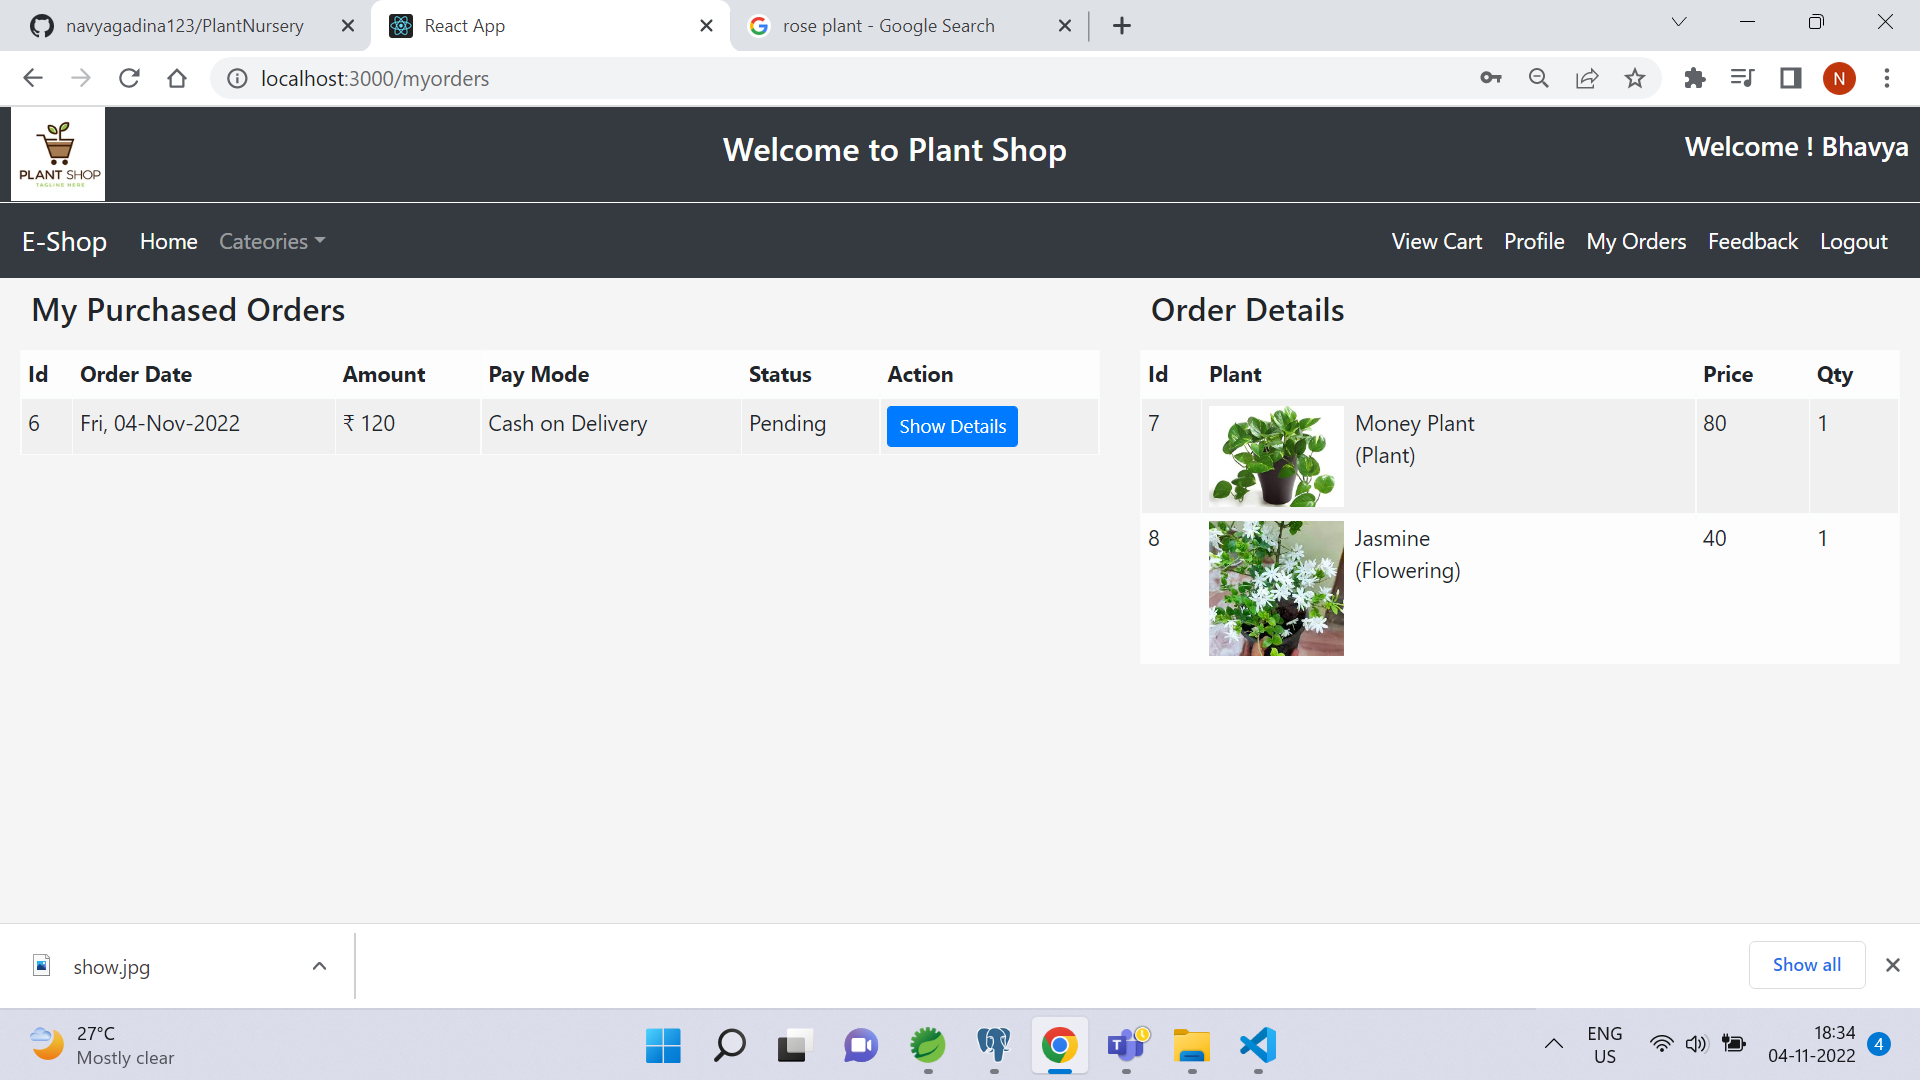 navyagadina123/PlantNursery
React App
rose plant - Google Search
localhost:3000/myorders
N
PLANT SHOP
TAGLINE HERE
Welcome to Plant Shop
Welcome ! Bhavya
E-Shop Home Cateories
View Cart Profile My Orders Feedback Logout
My Purchased Orders
Id Order Date Amount Pay Mode Status Action
6 Fri, 04-Nov-2022 ₹ 120 Cash on Delivery Pending Show Details
Order Details
Id Plant Price Qty
7 Money Plant 80 1
(Plant)
8 Jasmine 40 1
(Flowering)
show.jpg
Show all
27°C
Mostly clear
T
ENG
US
18:34
04-11-2022
4